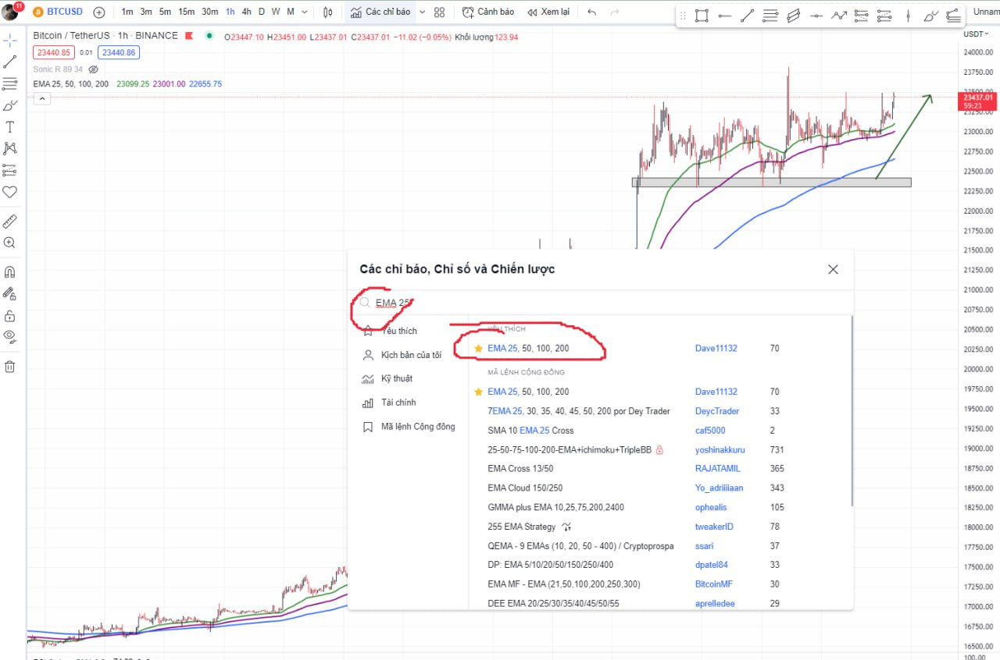 11
BTCUSD
1m 3m 5m 15m 30m 1h 4h D W M
Các chỉ báo
Cảnh báo
Xem lại
Unnam
Bitcoin / TetherUS · 1h · BINANCE
O23447.10 H23451.00 L23437.01 C23437.01 −11.02 (−0.05%) Khối lượng123.94
USDT
23440.85 0.01 23440.86
Sonic R 89 34
EMA 25, 50, 100, 200 23099.25 23001.00 22655.75
24000.00
23750.00
23500.00
23437.01
59:23
23250.00
23000.00
22750.00
22500.00
22250.00
22000.00
21750.00
21500.00
21250.00
21000.00
20750.00
20500.00
20250.00
20000.00
19750.00
19500.00
19250.00
19000.00
18750.00
18500.00
18250.00
18000.00
17750.00
17500.00
17250.00
17000.00
16750.00
16500.00
100.00
Các chỉ báo, Chỉ số và Chiến lược
EMA 25
Yêu thích
Kịch bản của tôi
Kỹ thuật
Tài chính
Mã lệnh Cộng đồng
YÊU THÍCH
EMA 25, 50, 100, 200 Dave11132 70
MÃ LỆNH CỘNG ĐỒNG
EMA 25, 50, 100, 200 Dave11132 70
7EMA 25, 30, 35, 40, 45, 50, 200 por Dey Trader DeycTrader 33
SMA 10 EMA 25 Cross caf5000 2
25-50-75-100-200-EMA+ichimoku+TripleBB yoshinakkuru 731
EMA Cross 13/50 RAJATAMIL 365
EMA Cloud 150/250 Yo_adriiiiaan 343
GMMA plus EMA 10,25,75,200,2400 ophealis 105
255 EMA Strategy tweakerID 78
QEMA - 9 EMAs (10, 20, 50 - 400) / Cryptoprospa ssari 37
DP: EMA 5/10/20/50/150/250/400 dpatel84 33
EMA MF - EMA (21,50,100,200,250,300) BitcoinMF 30
DEE EMA 20/25/30/35/40/45/50/55 aprelledee 29